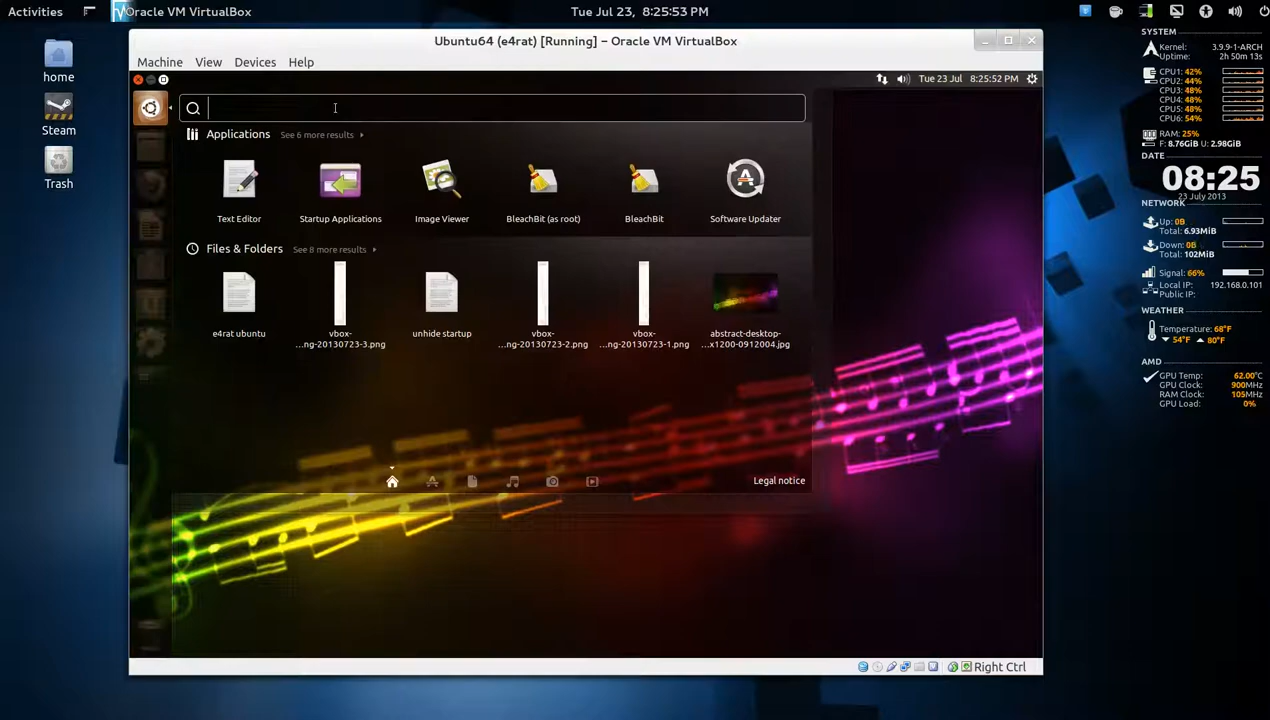 Activities
Oracle VM VirtualBox
Tue Jul 23, 8:25:53 PM
home
Steam
Trash
Ubuntu64 (e4rat) [Running] – Oracle VM VirtualBox
Machine View Devices Help
Tue 23 Jul 8:25:52 PM
Applications See 6 more results
Text Editor
Startup Applications
Image Viewer
BleachBit (as root)
BleachBit
Software Updater
Files & Folders See 8 more results
e4rat ubuntu
vbox-
...ng-20130723-3.png
unhide startup
vbox-
...ng-20130723-2.png
vbox-
...ng-20130723-1.png
abstract-desktop-
...x1200-0912004.jpg
Legal notice
Right Ctrl
SYSTEM
Kernel: 3.9.9-1-ARCH
Uptime: 2h 50m 13s
CPU1: 42%
CPU2: 44%
CPU3: 48%
CPU4: 48%
CPU5: 48%
CPU6: 54%
RAM: 25%
F: 8.76GiB U: 2.98GiB
DATE
08:25
23 July 2013
NETWORK
Up: 0B
Total: 6.93MiB
Down: 0B
Total: 102MiB
Signal: 66%
Local IP: 192.168.0.101
Public IP:
WEATHER
Temperature: 68°F
54°F 80°F
AMD
GPU Temp: 62.00°C
GPU Clock: 900MHz
RAM Clock: 105MHz
GPU Load: 0%